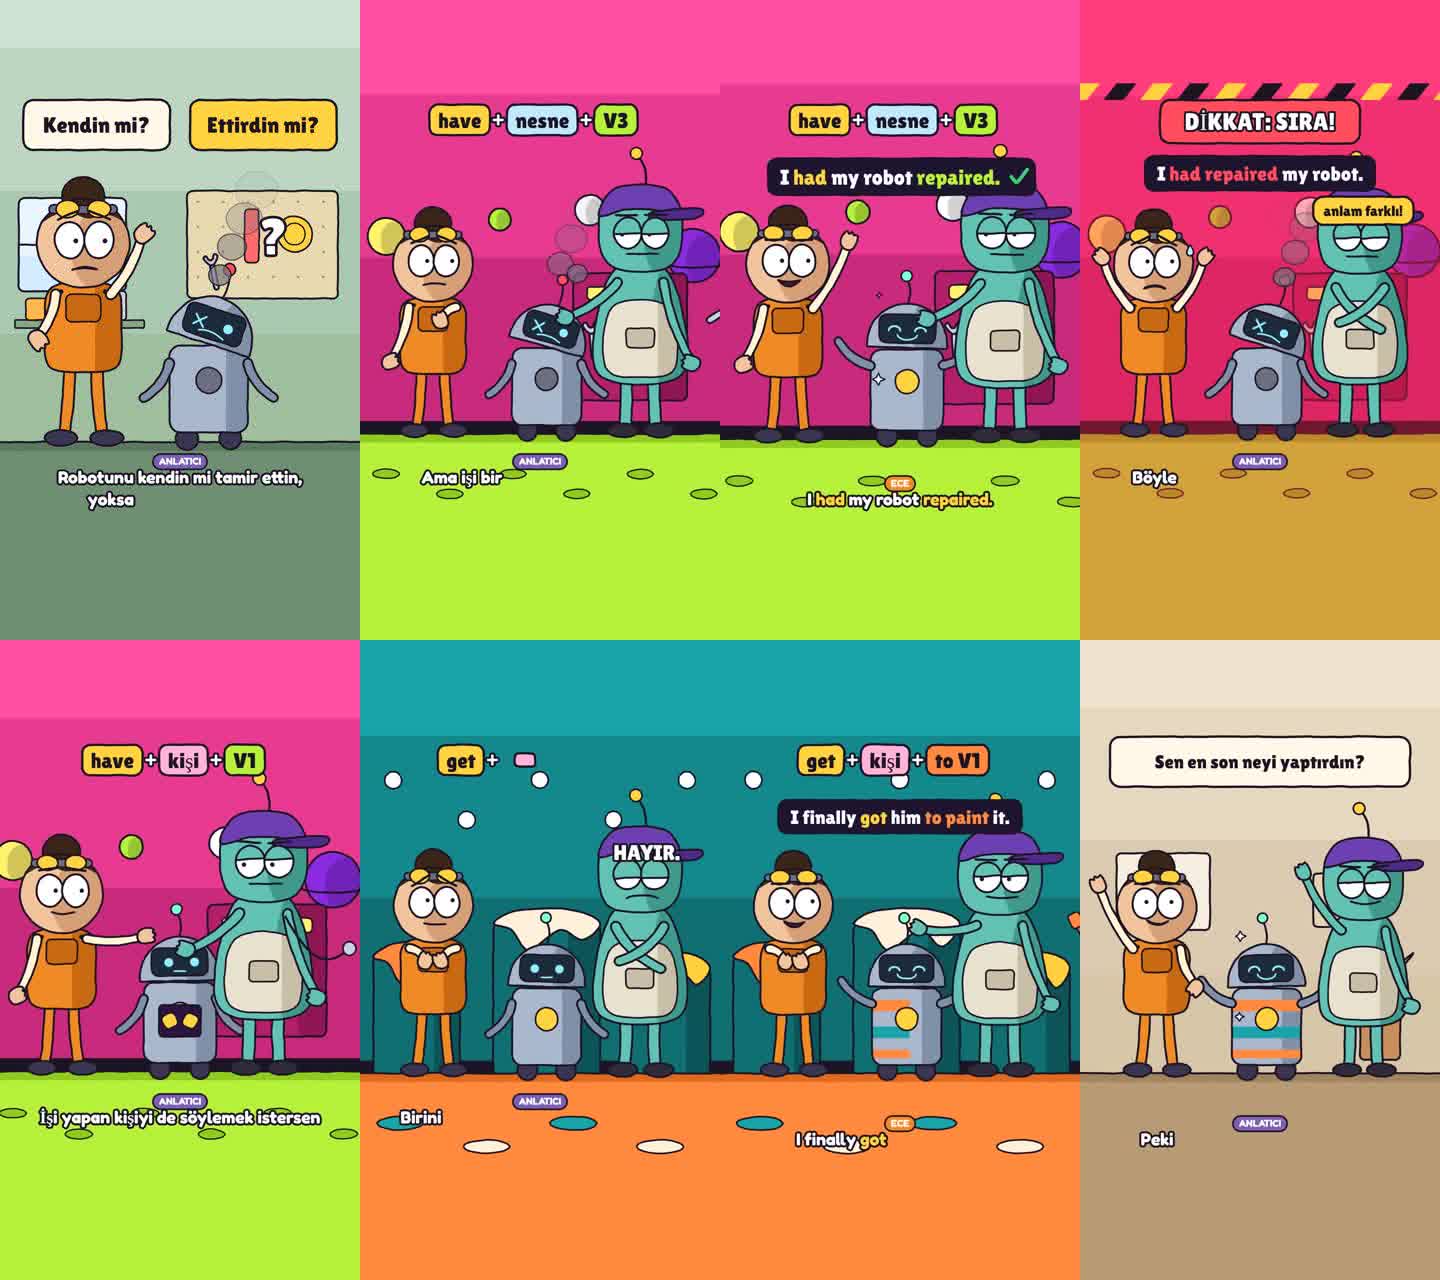 Kendin mi?
Ettirdin mi?
ANLATICI
Robotunu kendin mi tamir ettin,
yoksa
have + nesne + V3
ANLATICI
Ama işi bir
have + nesne + V3
I had my robot repaired. ✓
ECE
I had my robot repaired.
DİKKAT: SIRA!
I had repaired my robot.
anlam farklı!
ANLATICI
Böyle
have + kişi + V1
ANLATICI
İşi yapan kişiyi de söylemek istersen
get +
HAYIR.
ANLATICI
Birini
get + kişi + to V1
I finally got him to paint it.
ECE
I finally got
Sen en son neyi yaptırdın?
ANLATICI
Peki